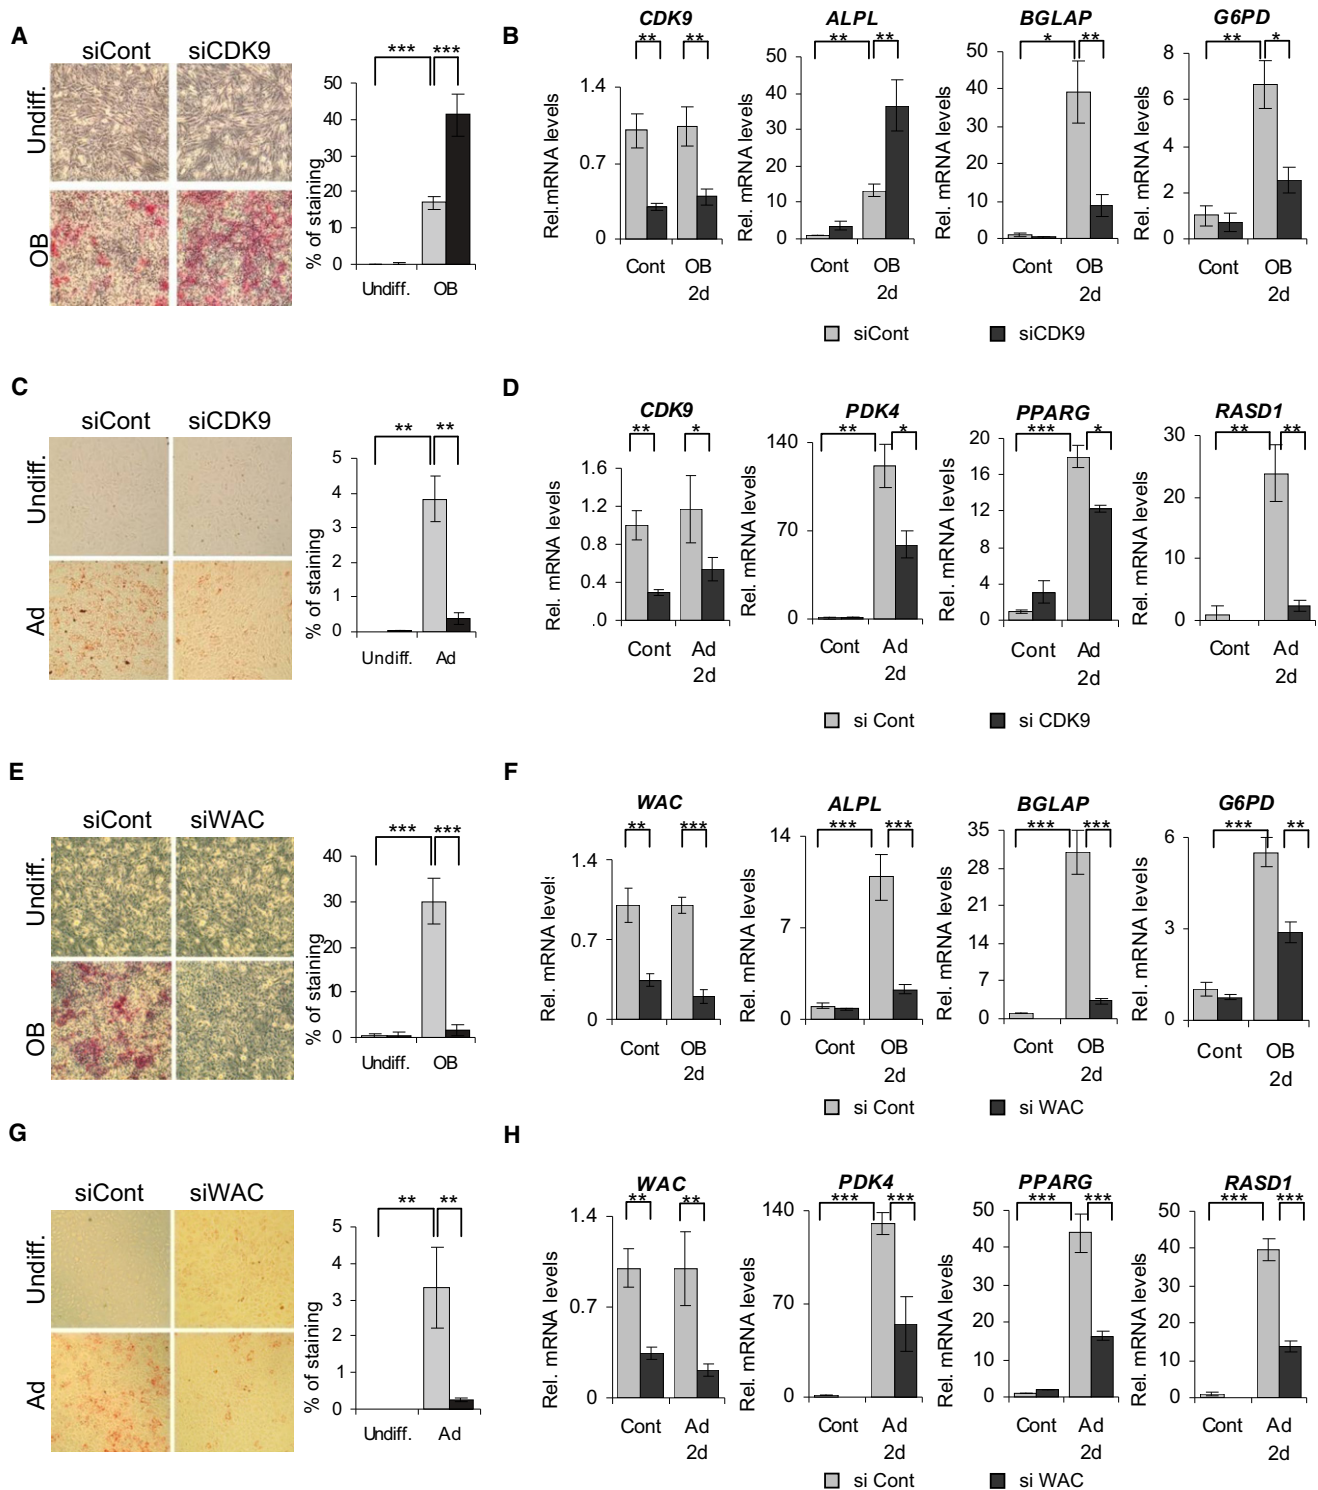 A
siCont siCDK9
Undiff.
OB
*** ***
% of staining
50
40
30
20
10
0
Undiff. OB
B
CDK9
** **
Rel. mRNA levels
1.4
0.7
0
Cont OB
2d
ALPL
** **
Rel. mRNA levels
50
40
30
20
10
0
Cont OB
2d
BGLAP
* **
Rel. mRNA levels
50
40
30
20
10
0
Cont OB
2d
G6PD
** *
Rel. mRNA levels
8
6
4
2
0
Cont OB
2d
siCont siCDK9
C
siCont siCDK9
Undiff.
Ad
** **
% of staining
5
4
3
2
1
0
Undiff. Ad
D
CDK9
** *
Rel. mRNA levels
1.6
1.2
0.8
0.4
.0
Cont Ad
2d
PDK4
** *
Rel. mRNA levels
140
70
0
Cont Ad
2d
PPARG
*** *
Rel. mRNA levels
20
16
12
8
4
0
Cont Ad
2d
RASD1
** **
Rel. mRNA levels
30
20
10
0
Cont Ad
2d
si Cont si CDK9
E
siCont siWAC
Undiff.
OB
*** ***
% of staining
40
30
20
10
0
Undiff. OB
F
WAC
** ***
Rel. mRNA levels
1.4
0.7
0
Cont OB
2d
ALPL
*** ***
Rel. mRNA levels
14
7
0
Cont OB
2d
BGLAP
*** ***
Rel. mRNA levels
35
28
21
14
7
0
Cont OB
2d
G6PD
*** **
Rel. mRNA levels
6
3
0
Cont OB
2d
si Cont si WAC
G
siCont siWAC
Undiff.
Ad
** **
% of staining
5
4
3
2
1
0
Undiff. Ad
H
WAC
** **
Rel. mRNA levels
1.4
0.7
0
Cont Ad
2d
PDK4
*** ***
Rel. mRNA levels
140
70
0
Cont Ad
2d
PPARG
*** ***
Rel. mRNA levels
50
40
30
20
10
0
Cont Ad
2d
RASD1
*** ***
Rel. mRNA levels
50
40
30
20
10
0
Cont Ad
2d
si Cont si WAC